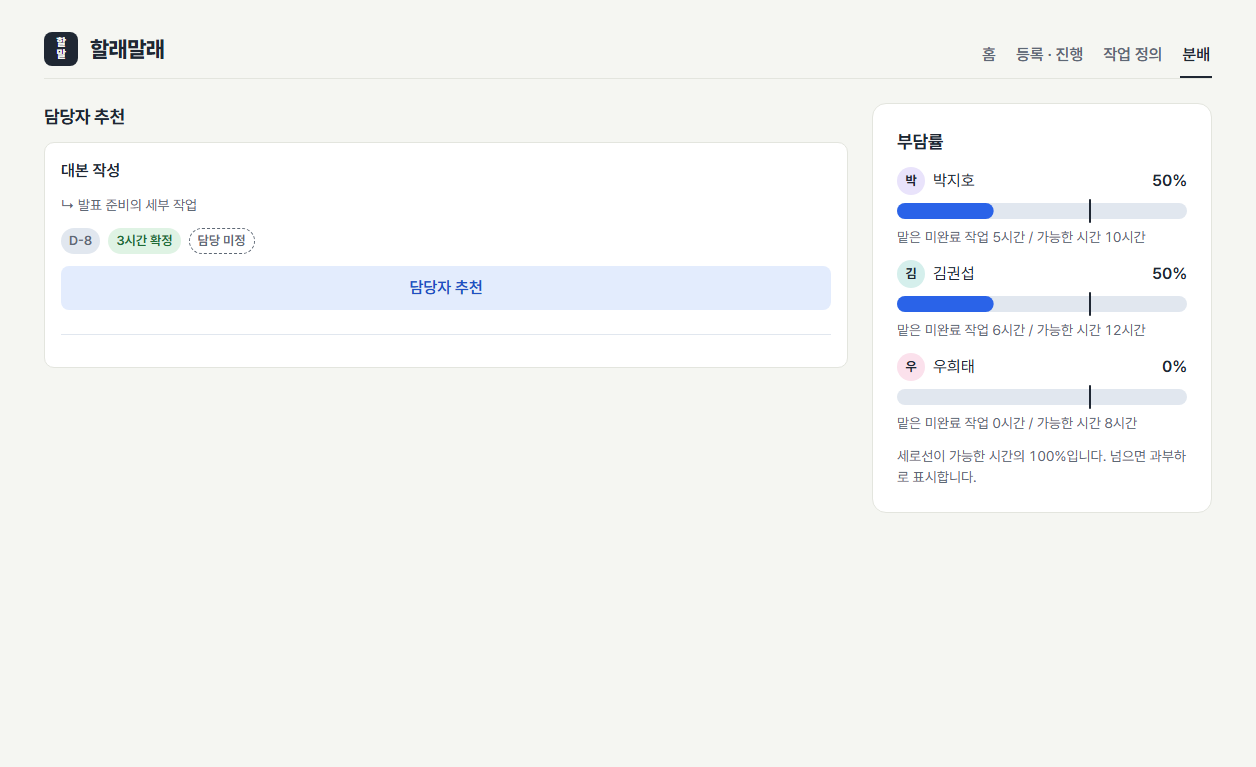 할
말
할래말래
홈
등록 · 진행
작업 정의
분배
담당자 추천
대본 작성
↳ 발표 준비의 세부 작업
D-8
3시간 확정
담당 미정
담당자 추천
부담률
박
박지호
50%
맡은 미완료 작업 5시간 / 가능한 시간 10시간
김
김권섭
50%
맡은 미완료 작업 6시간 / 가능한 시간 12시간
우
우희태
0%
맡은 미완료 작업 0시간 / 가능한 시간 8시간
세로선이 가능한 시간의 100%입니다. 넘으면 과부하
로 표시합니다.